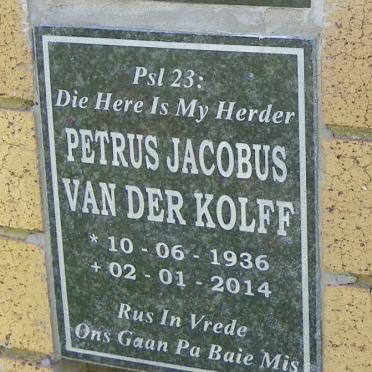 Psl 23:
Die Here Is My Herder
PETRUS JACOBUS
VAN DER KOLFF
* 10 - 06 - 1936
+ 02 - 01 - 2014
Rus In Vrede
Ons Gaan Pa Baie Mis